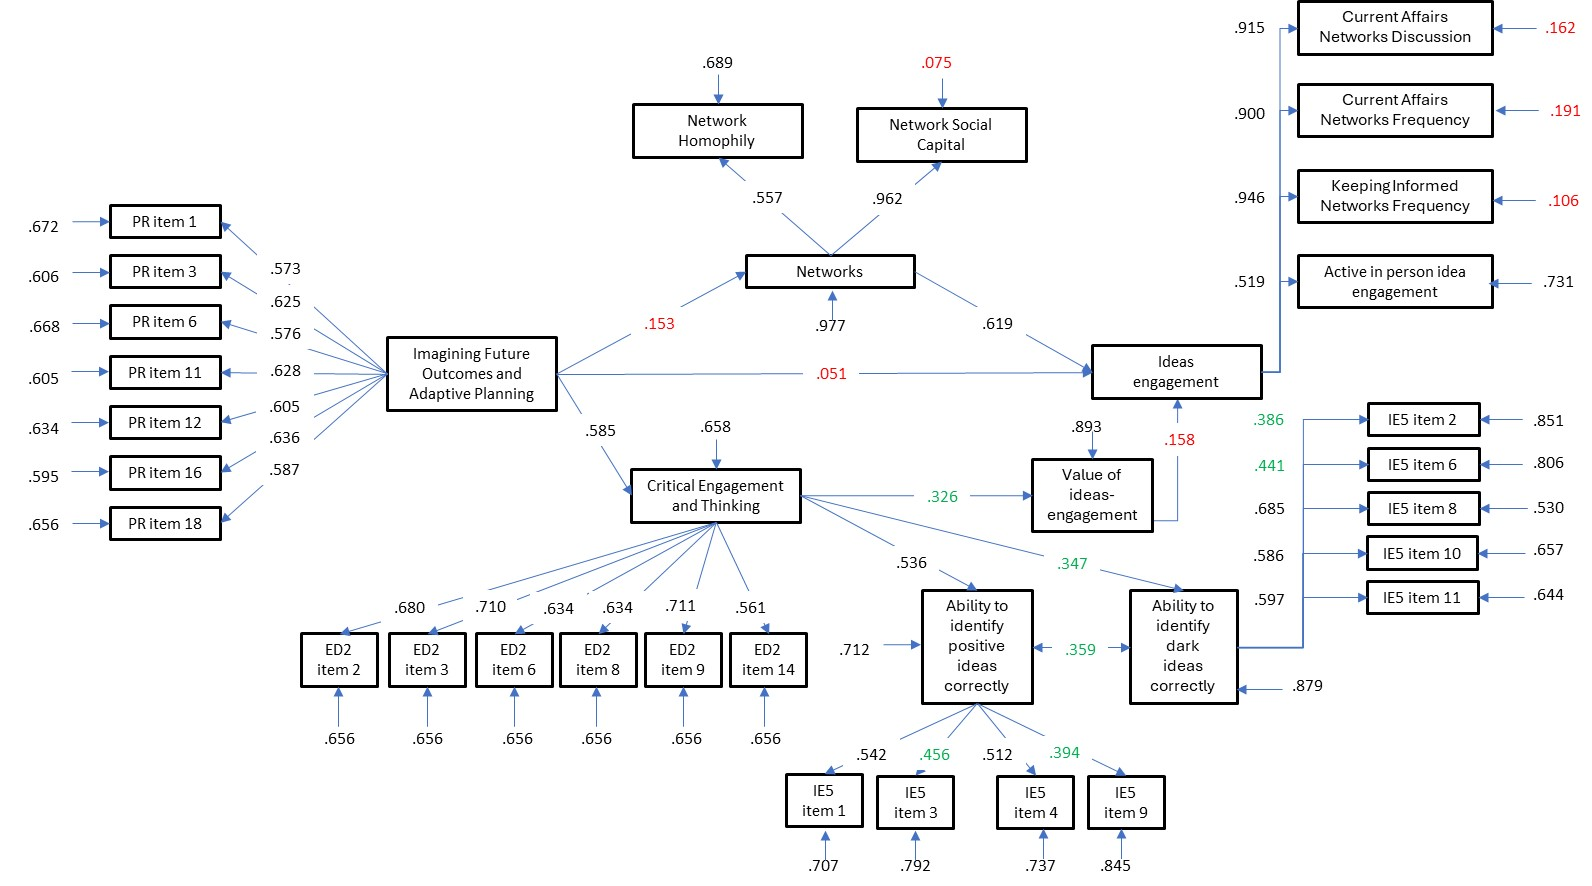 .915
Current Affairs
Networks Discussion
.162
.689
.075
Network
Homophily
Network Social
Capital
.900
Current Affairs
Networks Frequency
.191
.557
.962
.946
Keeping Informed
Networks Frequency
.106
.672
PR item 1
.573
.606
PR item 3
.625
Networks
.519
Active in person idea
engagement
.731
.668
PR item 6
.576
.153
.977
.619
.605
PR item 11
.628
Imagining Future
Outcomes and
Adaptive Planning
.051
Ideas
engagement
.634
PR item 12
.605
.636
.595
PR item 16
.587
.656
PR item 18
.585
.658
.893
.158
Critical Engagement
and Thinking
.326
Value of
ideas-
engagement
.386
IE5 item 2
.851
.441
IE5 item 6
.806
.685
IE5 item 8
.530
.586
IE5 item 10
.657
.597
IE5 item 11
.644
.536
.347
.680
.710
.634
.634
.711
.561
ED2
item 2
ED2
item 3
ED2
item 6
ED2
item 8
ED2
item 9
ED2
item 14
.656
.656
.656
.656
.656
.656
.712
Ability to
identify
positive
ideas
correctly
.359
Ability to
identify
dark
ideas
correctly
.879
.542
.456
.512
.394
IE5
item 1
IE5
item 3
IE5
item 4
IE5
item 9
.707
.792
.737
.845